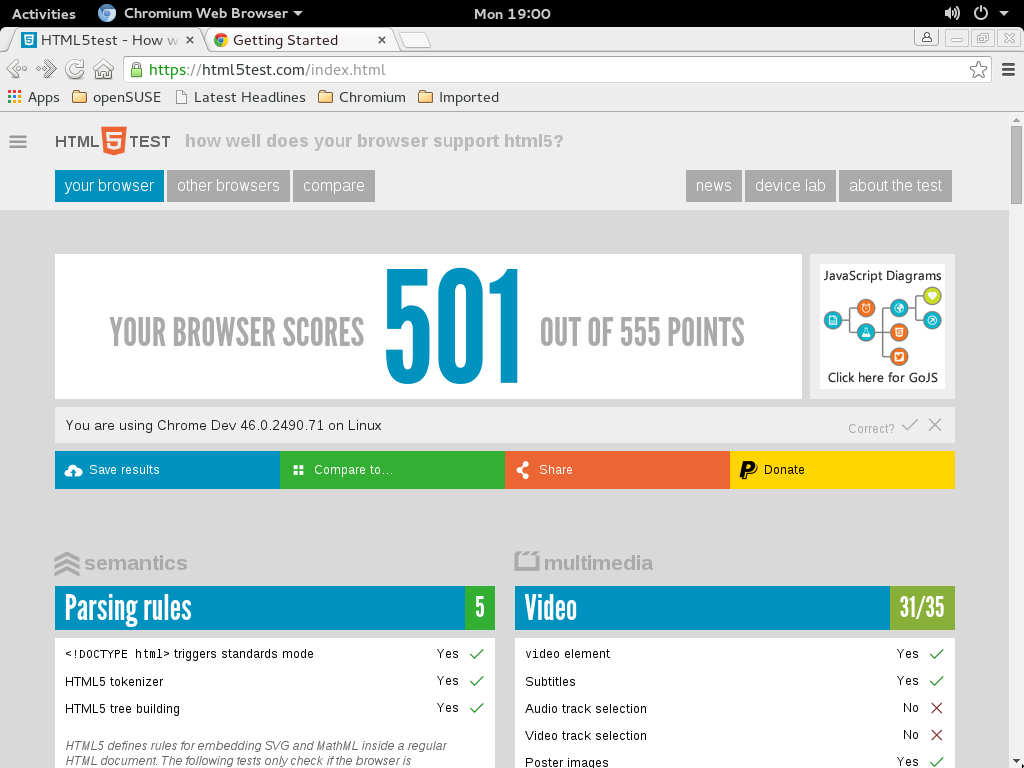 Activities Chromium Web Browser Mon 19:00
HTML5test - How w Getting Started
https://html5test.com/index.html
Apps openSUSE Latest Headlines Chromium Imported
HTML 5 TEST how well does your browser support html5?
your browser other browsers compare news device lab about the test
YOUR BROWSER SCORES 501 OUT OF 555 POINTS
JavaScript Diagrams
Click here for GoJS
You are using Chrome Dev 46.0.2490.71 on Linux Correct?
Save results Compare to... Share Donate
semantics multimedia
Parsing rules 5
<!DOCTYPE html> triggers standards mode Yes
HTML5 tokenizer Yes
HTML5 tree building Yes
HTML5 defines rules for embedding SVG and MathML inside a regular
HTML document. The following tests only check if the browser is
Video 31/35
video element Yes
Subtitles Yes
Audio track selection No
Video track selection No
Poster images Yes